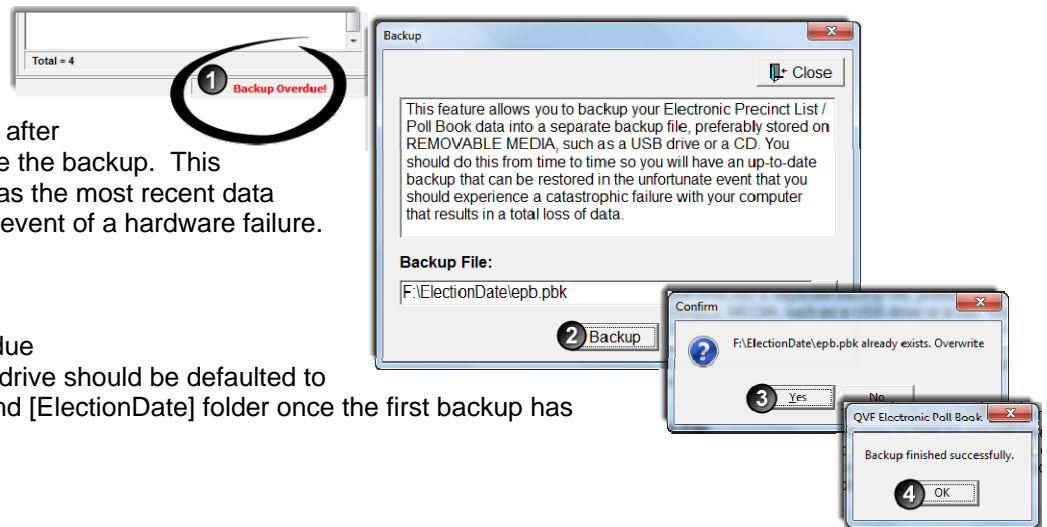 Total = 4
1 Backup Overdue!
after
e the backup. This
as the most recent data
event of a hardware failure.
due
drive should be defaulted to
nd [ElectionDate] folder once the first backup has
Backup
Close
This feature allows you to backup your Electronic Precinct List /
Poll Book data into a separate backup file, preferably stored on
REMOVABLE MEDIA, such as a USB drive or a CD. You
should do this from time to time so you will have an up-to-date
backup that can be restored in the unfortunate event that you
should experience a catastrophic failure with your computer
that results in a total loss of data.
Backup File:
F:\ElectionDate\epb.pbk
2 Backup
Confirm
F:\ElectionDate\epb.pbk already exists. Overwrite
3 Yes No
QVF Electronic Poll Book
Backup finished successfully.
4 OK